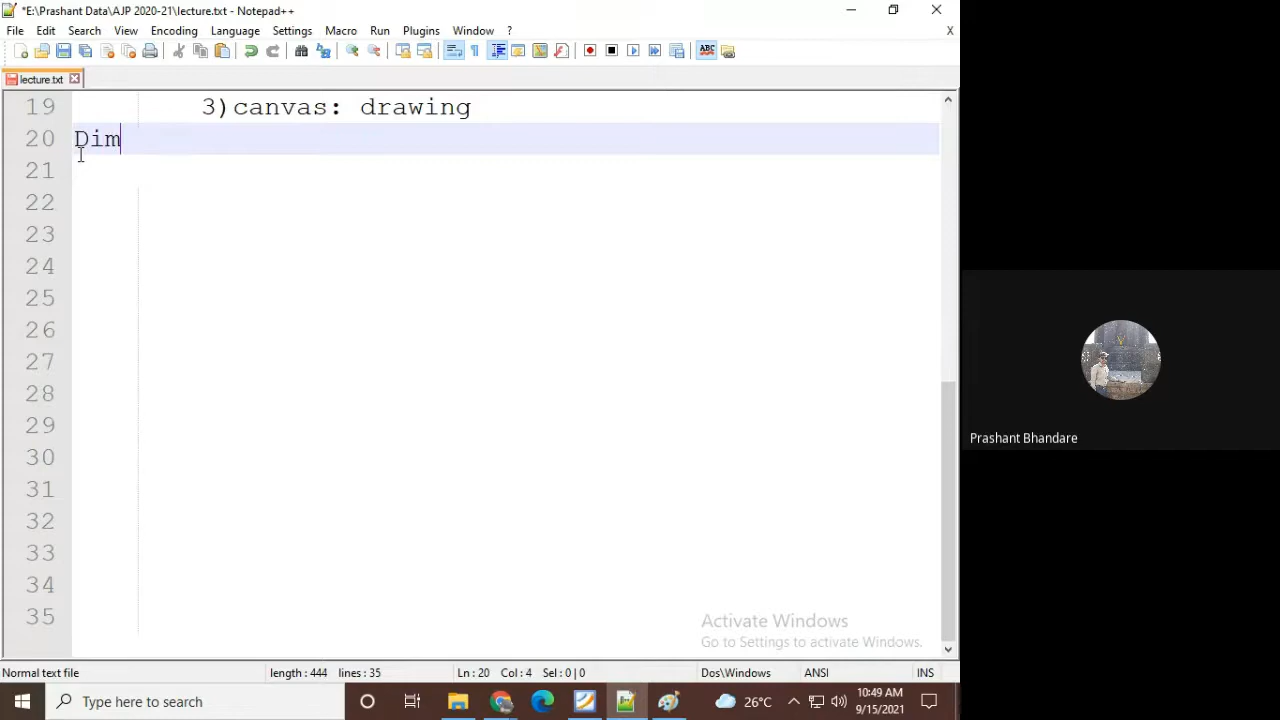 *E:\Prashant Data\AJP 2020-21\lecture.txt - Notepad++
File Edit Search View Encoding Language Settings Macro Run Plugins Window ? X
lecture.txt
19 3)canvas: drawing
20 Dim
21
22
23
24
25
26
27
28
29
30
31
32
33
34
35
Prashant Bhandare
Activate Windows
Go to Settings to activate Windows.
Normal text file length : 444 lines : 35 Ln : 20 Col : 4 Sel : 0 | 0 Dos\Windows ANSI INS
Type here to search 26°C 10:49 AM
9/15/2021